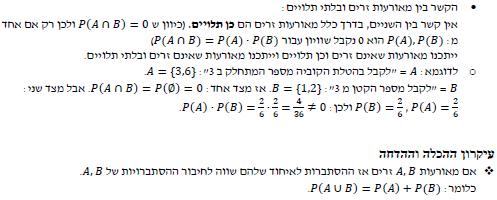 הקשר בין מאורעות זרים ובלתי תלויים:
אין קשר בין השניים, בדרך כלל מאורעות זרים הם כן תלויים. (כיוון ש P(A ∩ B) = 0 ולכן רק אם אחד
מ: P(A), P(B) הוא 0 נקבל שוויון עבור P(A ∩ B) = P(A) · P(B))
ייתכנו מאורעות שאינם זרים וכן תלויים וייתכנו מאורעות שאינם זרים ובלתי תלויים.
לדוגמא: A = "לקבל בהטלת הקוביה מספר המתחלק ב 3": A = {3,6}.
B = "לקבל מספר הקטן מ 3": B = {1,2}. אז מצד אחד: P(A ∩ B) = P(∅) = 0. אבל מצד שני:
P(A) = 2/6, P(B) = 2/6 ולכן: P(A) · P(B) = 2/6 · 2/6 = 4/36 ≠ 0.
עיקרון ההכלה וההדחה
אם מאורעות A, B זרים אז ההסתברות לאיחוד שלהם שווה לחיבור ההסתברויות של A, B.
כלומר: P(A ∪ B) = P(A) + P(B).